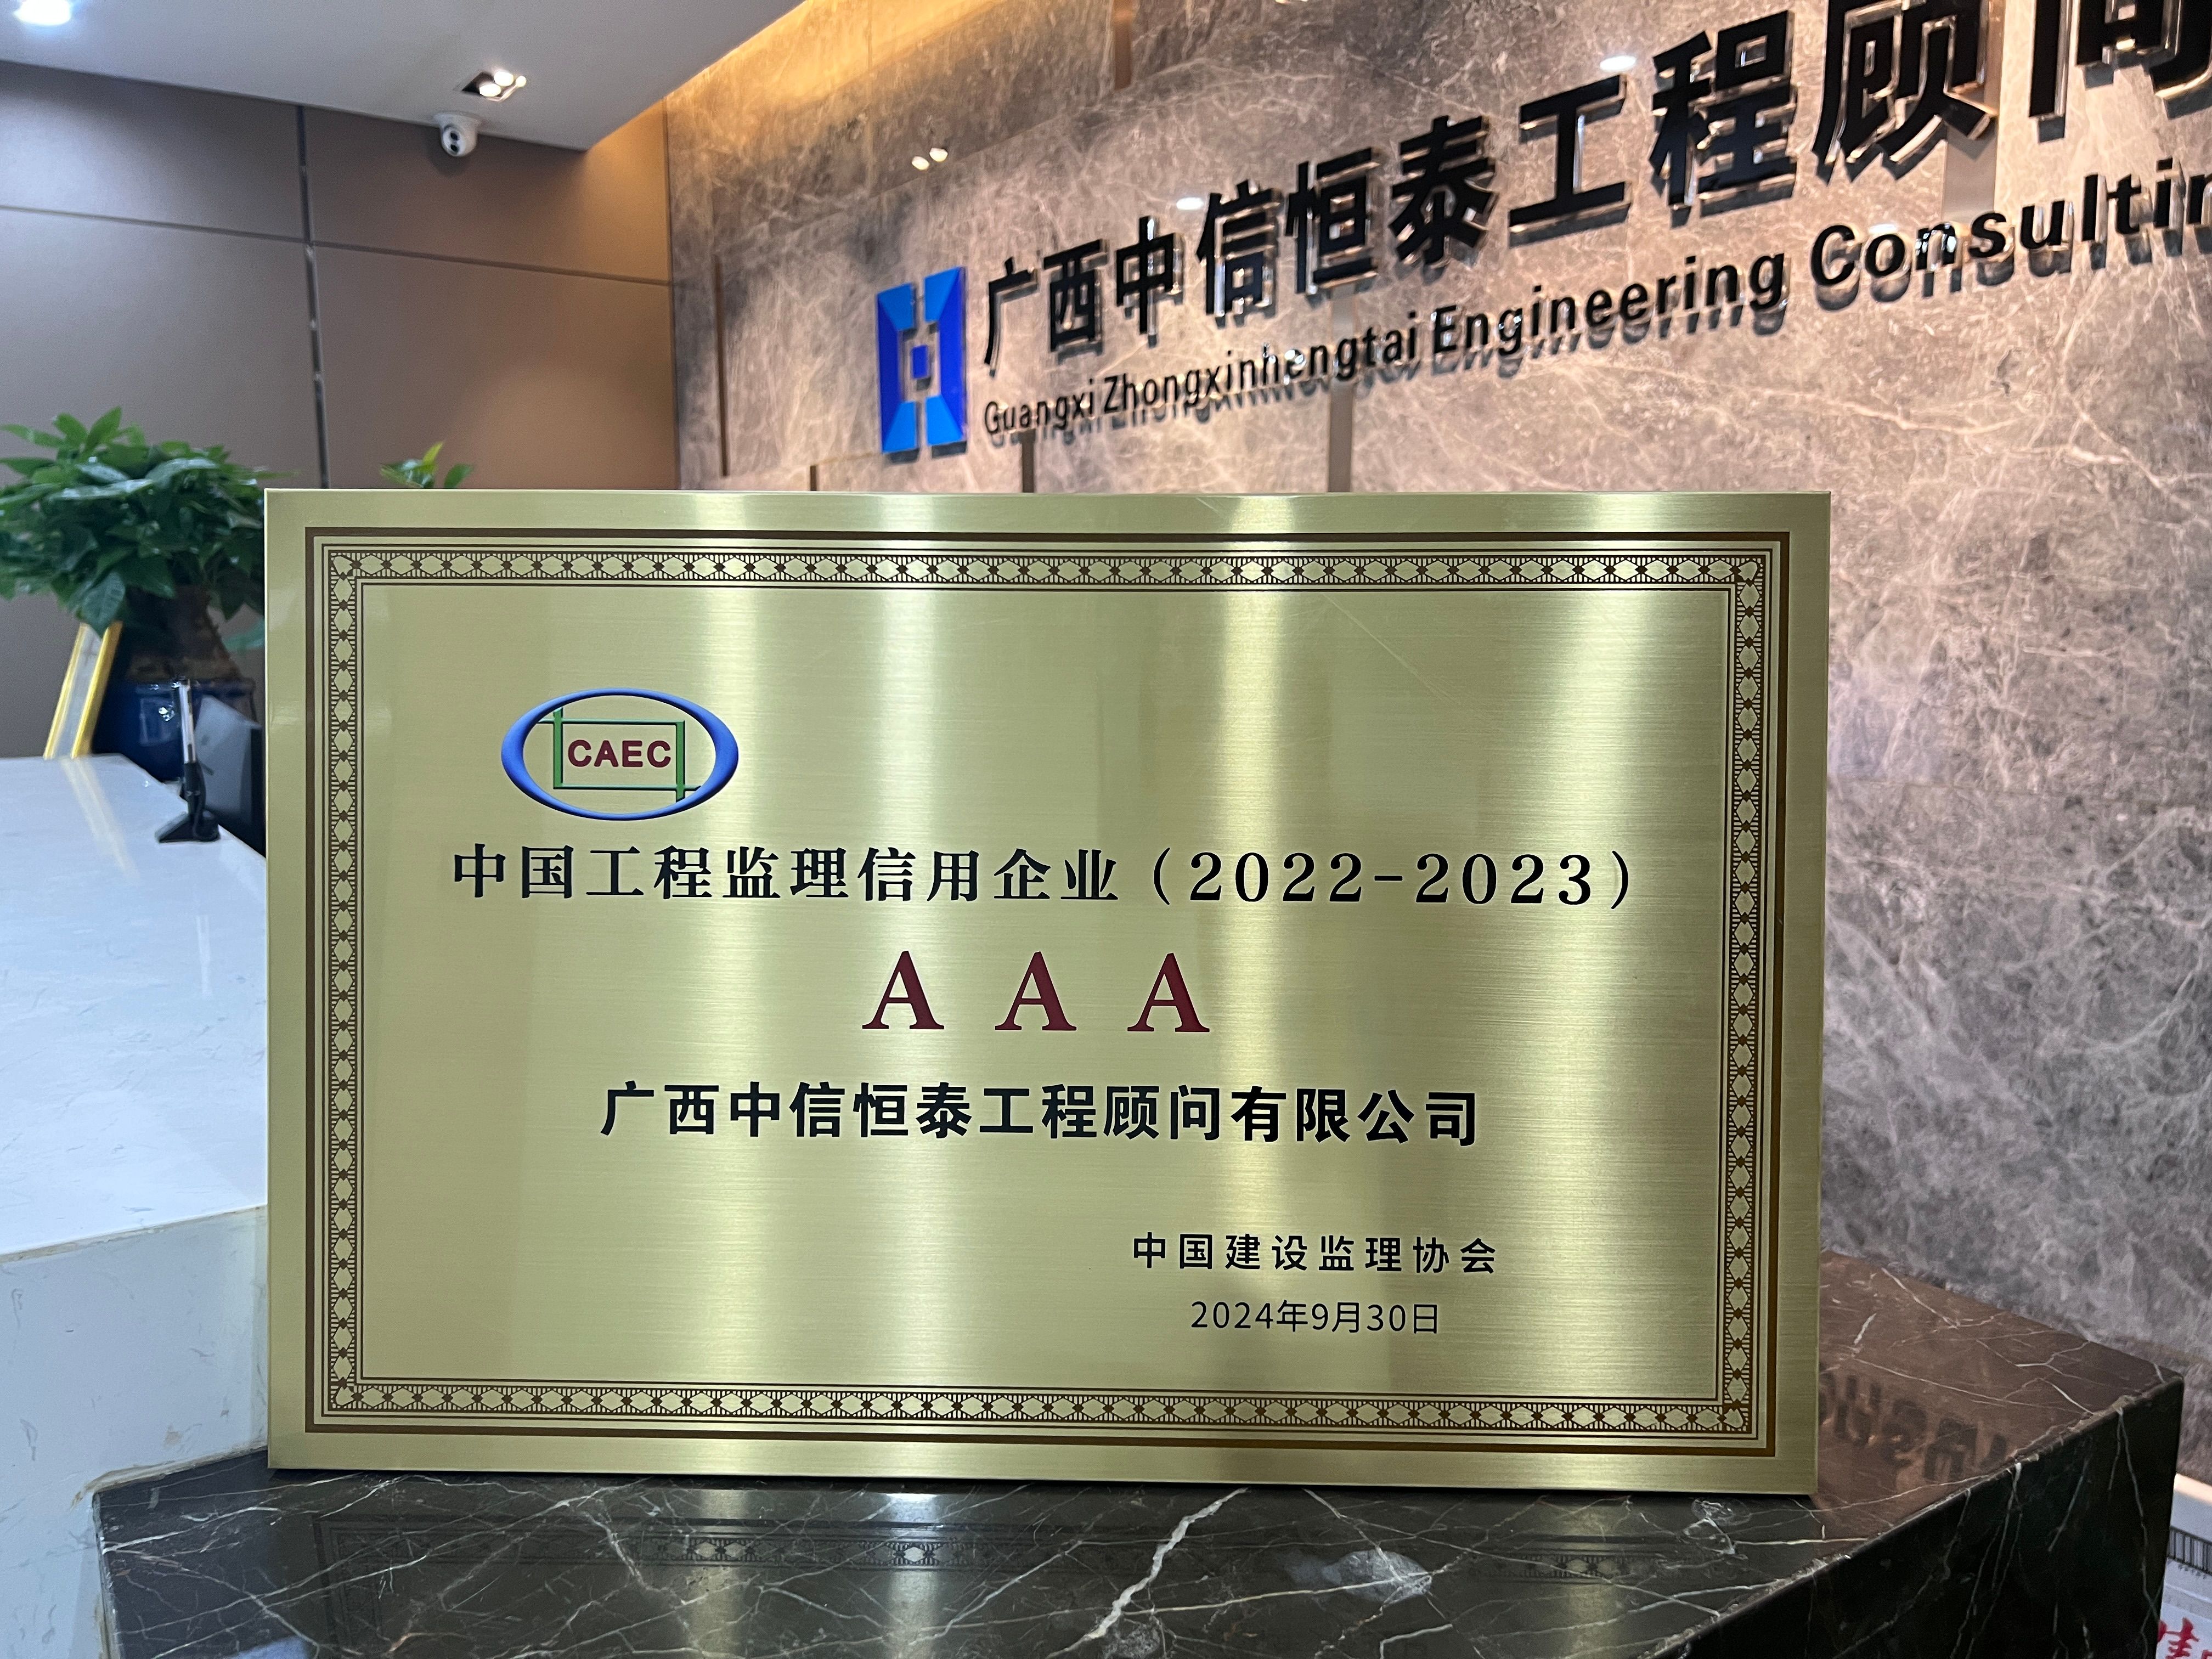 广西中信恒泰工程顾问
Guangxi Zhongxinhengtai Engineering Consultin
CAEC
中国工程监理信用企业（2022-2023）
AAA
广西中信恒泰工程顾问有限公司
中国建设监理协会
2024年9月30日